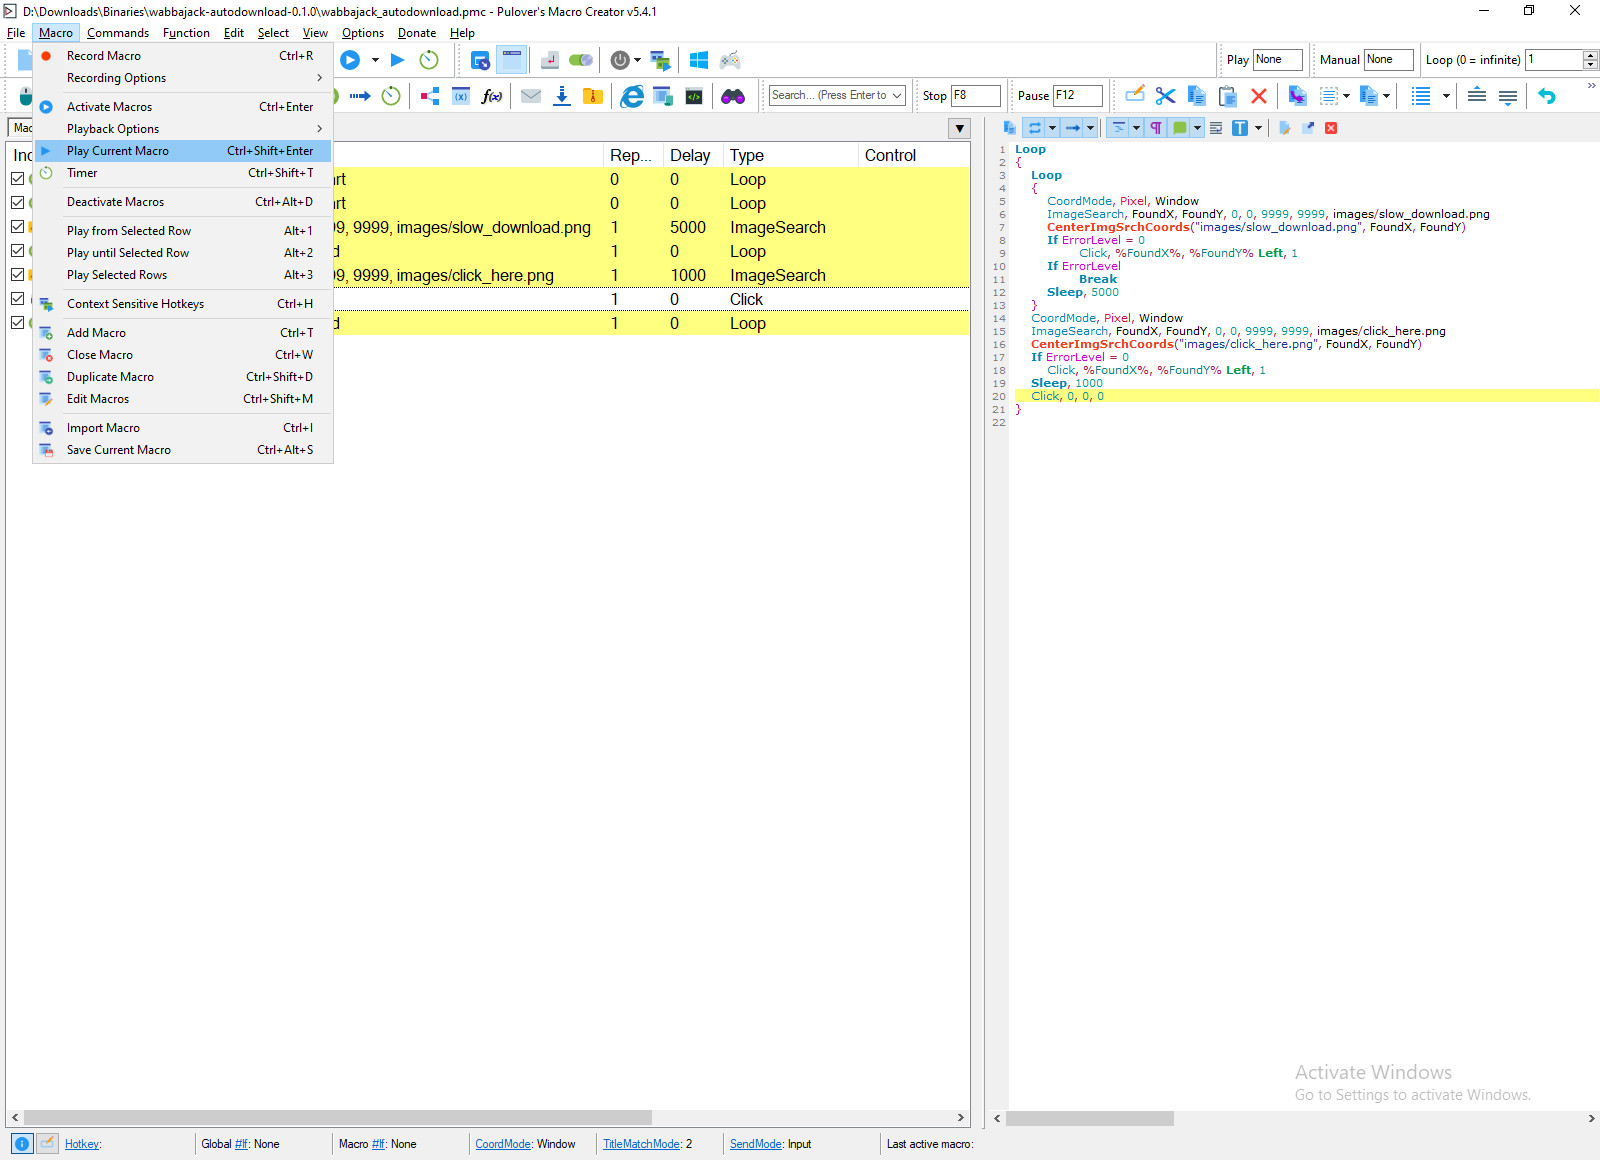 D:\Downloads\Binaries\wabbajack-autodownload-0.1.0\wabbajack_autodownload.pmc - Pulover's Macro Creator v5.4.1
File Macro Commands Function Edit Select View Options Donate Help
Play None Manual None Loop (0 = infinite) 1
Search... (Press Enter to Stop F8 Pause F12
Record Macro Ctrl+R
Recording Options
Activate Macros Ctrl+Enter
Playback Options
Play Current Macro Ctrl+Shift+Enter
Timer Ctrl+Shift+T
Deactivate Macros Ctrl+Alt+D
Play from Selected Row Alt+1
Play until Selected Row Alt+2
Play Selected Rows Alt+3
Context Sensitive Hotkeys Ctrl+H
Add Macro Ctrl+T
Close Macro Ctrl+W
Duplicate Macro Ctrl+Shift+D
Edit Macros Ctrl+Shift+M
Import Macro Ctrl+I
Save Current Macro Ctrl+Alt+S
Rep... Delay Type Control
rt 0 0 Loop
rt 0 0 Loop
99, 9999, images/slow_download.png 1 5000 ImageSearch
d 1 0 Loop
99, 9999, images/click_here.png 1 1000 ImageSearch
1 0 Click
d 1 0 Loop
1 Loop
2 {
3 Loop
4 {
5 CoordMode, Pixel, Window
6 ImageSearch, FoundX, FoundY, 0, 0, 9999, 9999, images/slow_download.png
7 CenterImgSrchCoords("images/slow_download.png", FoundX, FoundY)
8 If ErrorLevel = 0
9 Click, %FoundX%, %FoundY% Left, 1
10 If ErrorLevel
11 Break
12 Sleep, 5000
13 }
14 CoordMode, Pixel, Window
15 ImageSearch, FoundX, FoundY, 0, 0, 9999, 9999, images/click_here.png
16 CenterImgSrchCoords("images/click_here.png", FoundX, FoundY)
17 If ErrorLevel = 0
18 Click, %FoundX%, %FoundY% Left, 1
19 Sleep, 1000
20 Click, 0, 0, 0
21 }
22
Activate Windows
Go to Settings to activate Windows.
Hotkey: Global #If: None Macro #If: None CoordMode: Window TitleMatchMode: 2 SendMode: Input Last active macro: